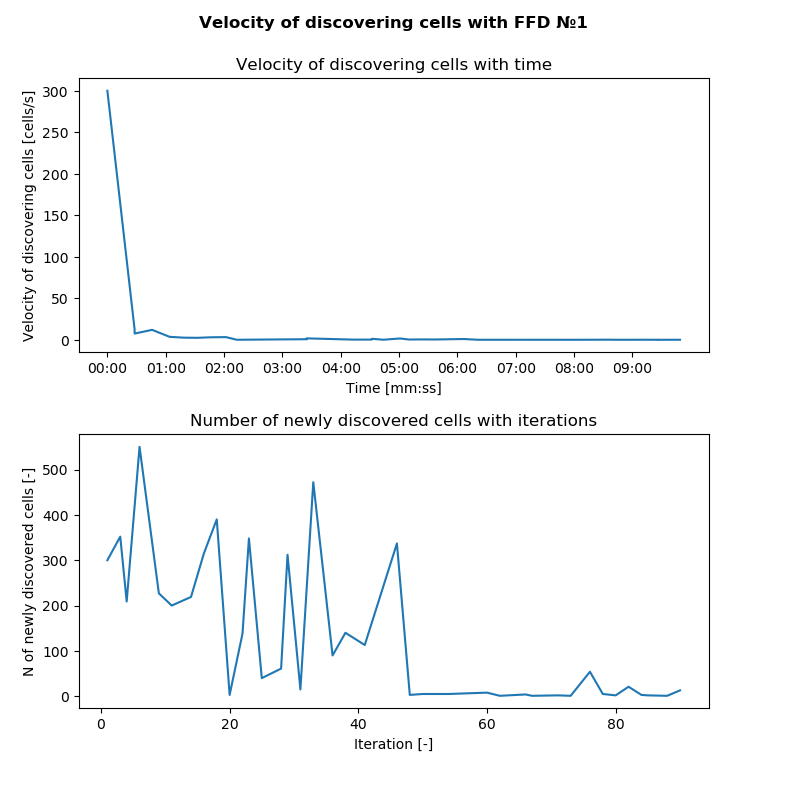 Velocity of discovering cells with FFD №1
Velocity of discovering cells with time
Velocity of discovering cells [cells/s]
300
250
200
150
100
50
0
00:00 01:00 02:00 03:00 04:00 05:00 06:00 07:00 08:00 09:00
Time [mm:ss]
Number of newly discovered cells with iterations
N of newly discovered cells [-]
500
400
300
200
100
0
0 20 40 60 80
Iteration [-]